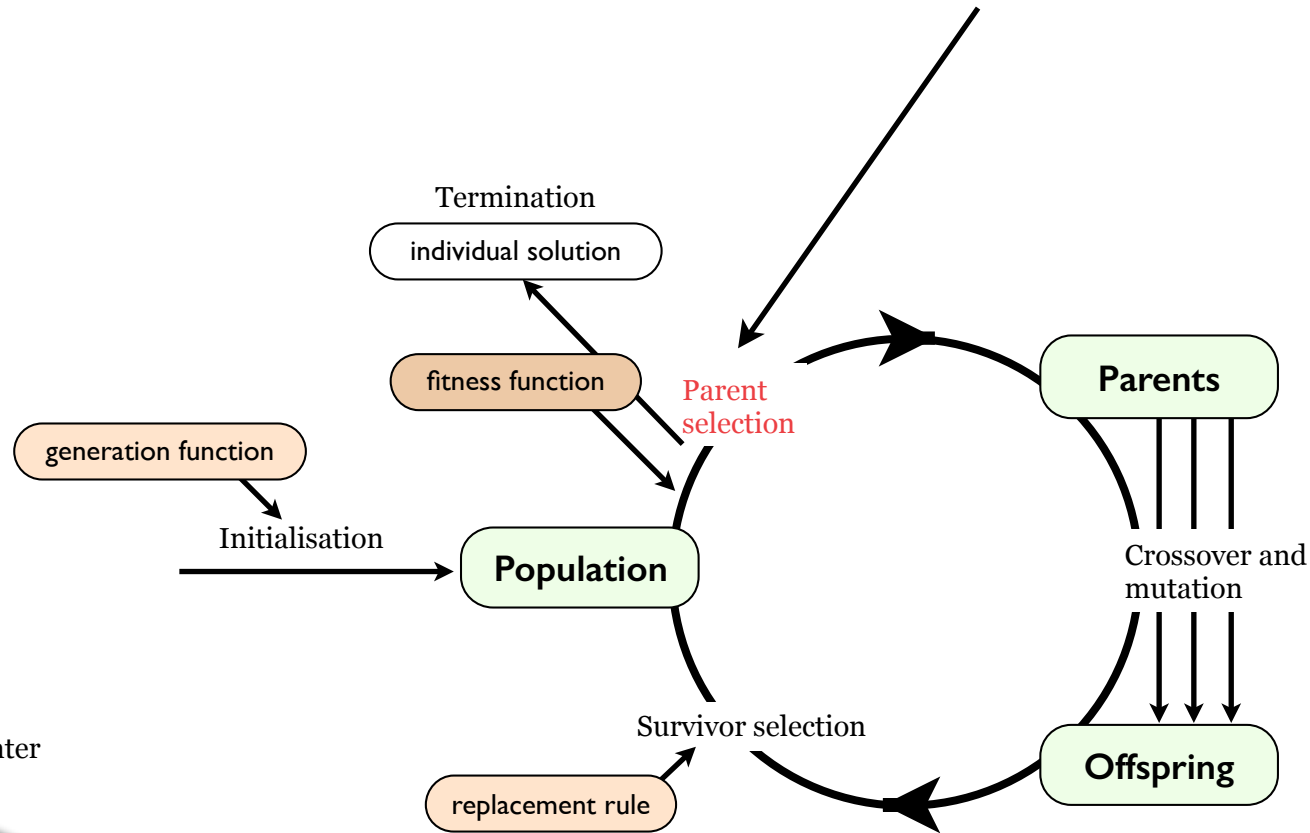 Termination
individual solution
fitness function
Parent
selection
Parents
generation function
Initialisation
Population
Crossover and
mutation
Survivor selection
Offspring
replacement rule